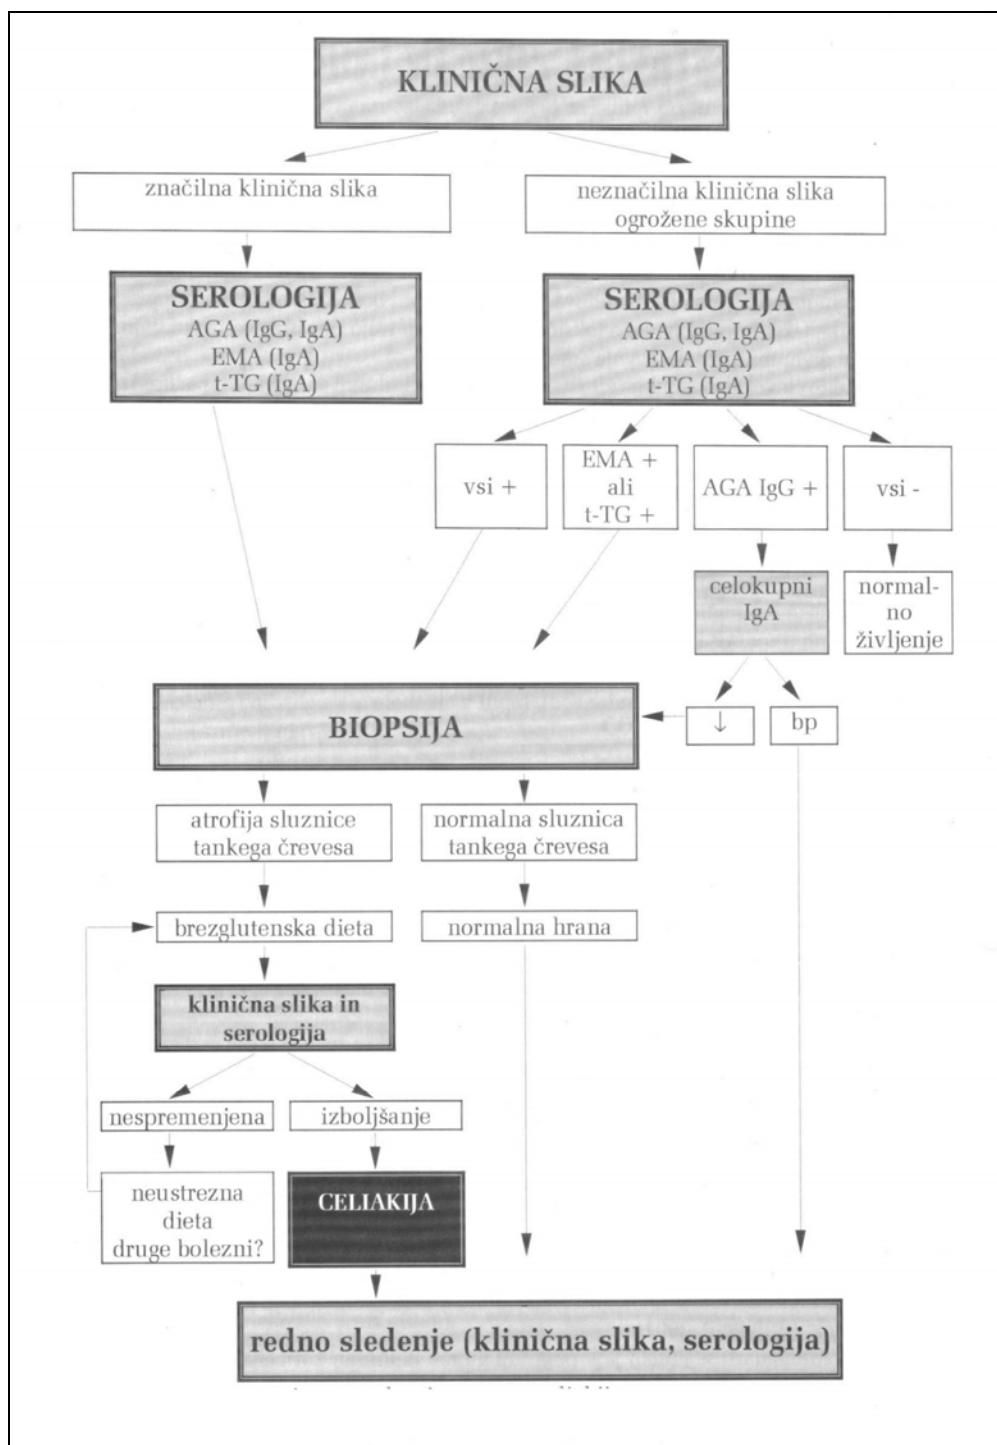 KLINIČNA SLIKA
značilna klinična slika
neznačilna klinična slika
ogrožene skupine
SEROLOGIJA
AGA (IgG, IgA)
EMA (IgA)
t-TG (IgA)
SEROLOGIJA
AGA (IgG, IgA)
EMA (IgA)
t-TG (IgA)
vsi +
EMA +
ali
t-TG +
AGA IgG +
vsi -
celokupni
IgA
normal-
no
življenje
BIOPSIJA
↓
bp
atrofija sluznice
tankega črevesa
normalna sluznica
tankega črevesa
brezglutenska dieta
normalna hrana
klinična slika in
serologija
nespremenjena
izboljšanje
neustrezna
dieta
druge bolezni?
CELIAKIJA
redno sledenje (klinična slika, serologija)